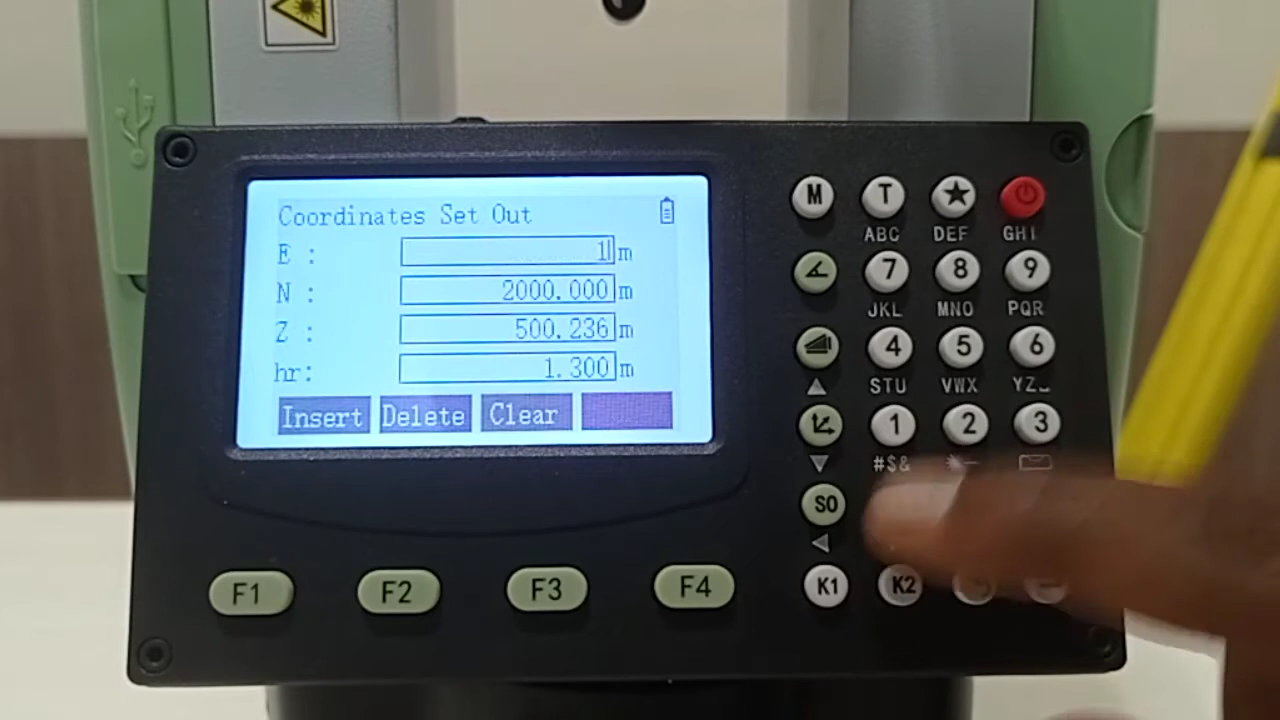 Coordinates Set Out
E : 1 m
N : 2000.000 m
Z : 500.236 m
hr: 1.300 m
Insert Delete Clear
M T ★
ABC DEF GHI
7 8 9
JKL MNO PQR
4 5 6
STU VWX YZ_
1 2 3
#$&
SO
F1 F2 F3 F4 K1 K2